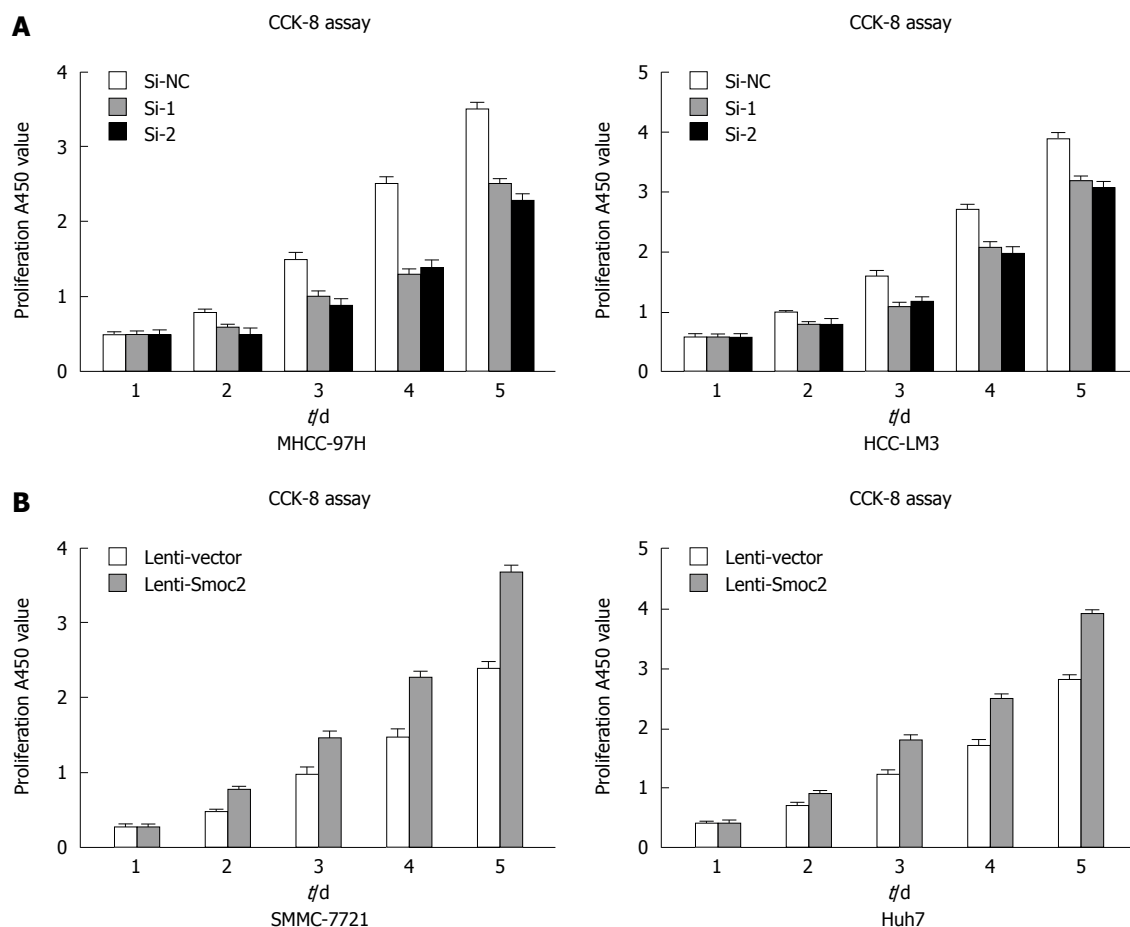 A
CCK-8 assay
Proliferation A450 value
4
3
2
1
0
Si-NC
Si-1
Si-2
1 2 3 4 5
t/d
MHCC-97H
CCK-8 assay
Proliferation A450 value
5
4
3
2
1
0
Si-NC
Si-1
Si-2
1 2 3 4 5
t/d
HCC-LM3
B
CCK-8 assay
Proliferation A450 value
4
3
2
1
0
Lenti-vector
Lenti-Smoc2
1 2 3 4 5
t/d
SMMC-7721
CCK-8 assay
Proliferation A450 value
5
4
3
2
1
0
Lenti-vector
Lenti-Smoc2
1 2 3 4 5
t/d
Huh7